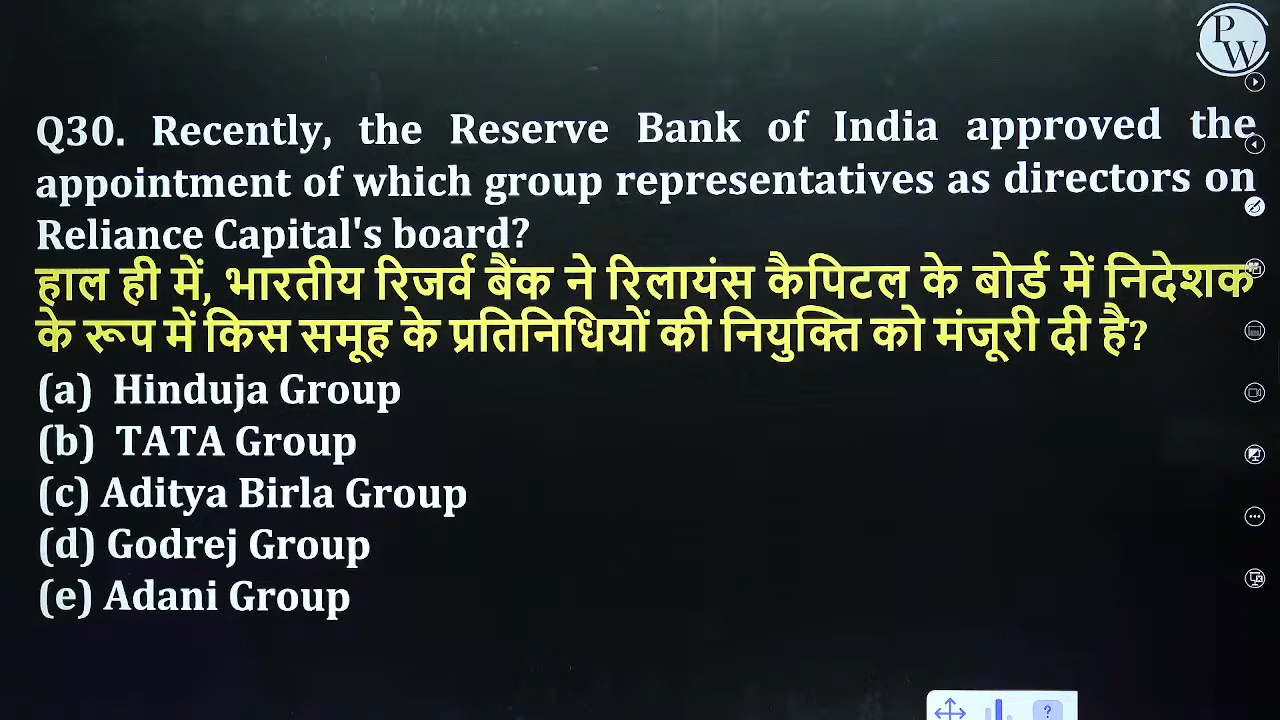 PW
Q30. Recently, the Reserve Bank of India approved the
appointment of which group representatives as directors on
Reliance Capital's board?
हाल ही में, भारतीय रिजर्व बैंक ने रिलायंस कैपिटल के बोर्ड में निदेशक
के रूप में किस समूह के प्रतिनिधियों की नियुक्ति को मंजूरी दी है?
(a) Hinduja Group
(b) TATA Group
(c) Aditya Birla Group
(d) Godrej Group
(e) Adani Group
?